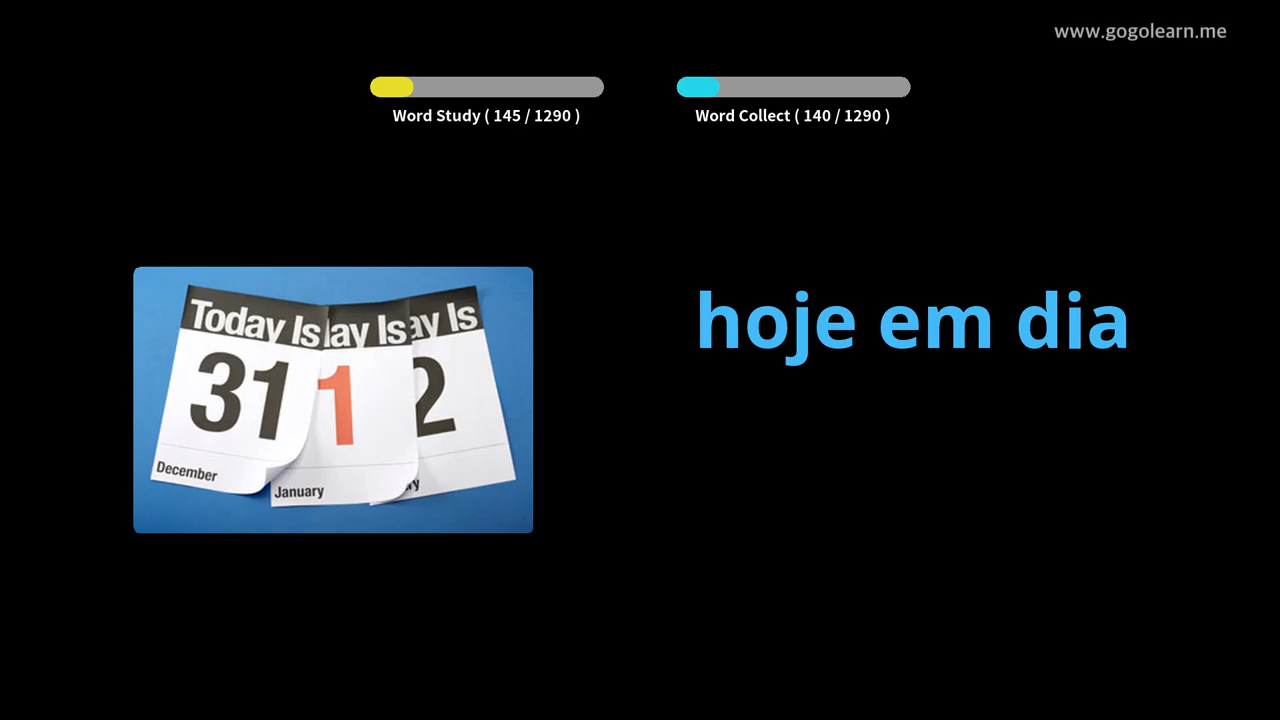 www.gogolearn.me
Word Study ( 145 / 1290 )
Word Collect ( 140 / 1290 )
Today Is
ay Is
ay Is
31
1
2
December
January
ry
hoje em dia